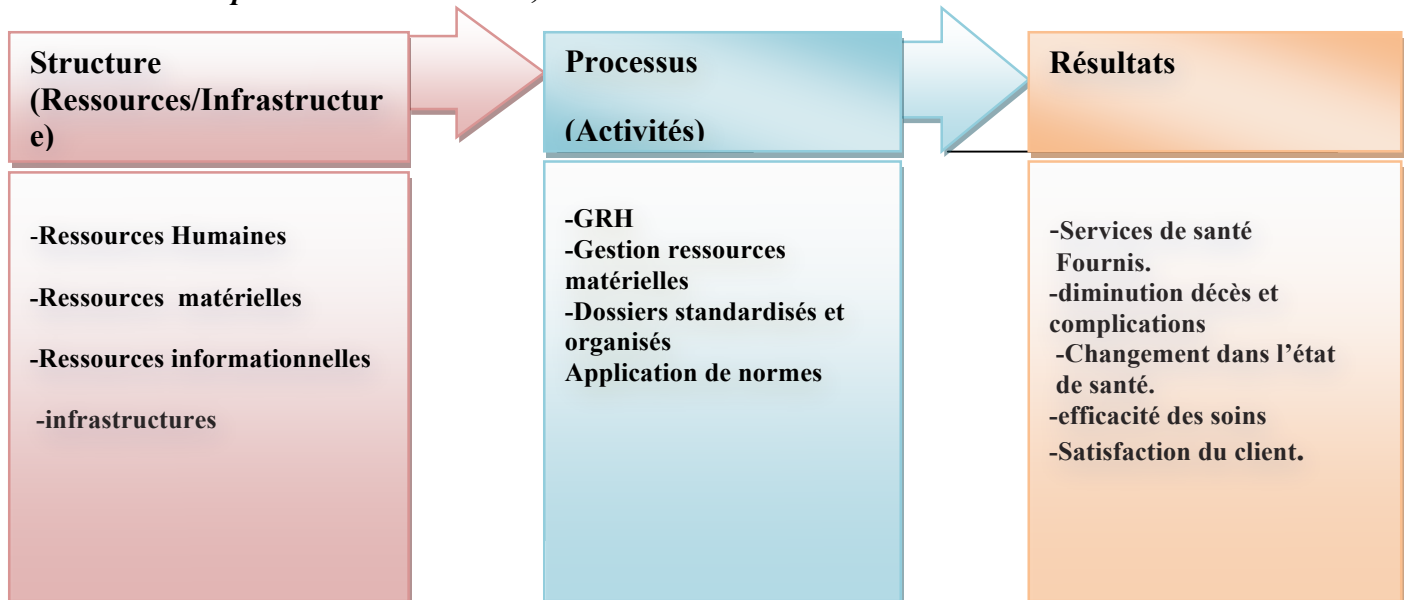 Structure
(Ressources/Infrastructur
e)
-Ressources Humaines
-Ressources matérielles
-Ressources informationnelles
-infrastructures
Processus
(Activités)
-GRH
-Gestion ressources
matérielles
-Dossiers standardisés et
organisés
Application de normes
Résultats
-Services de santé
Fournis.
-diminution décès et
complications
-Changement dans l’état
de santé.
-efficacité des soins
-Satisfaction du client.